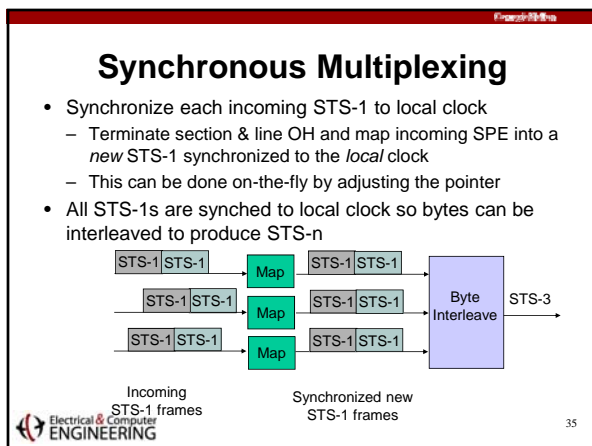 Carnegie Mellon
Synchronous Multiplexing
• Synchronize each incoming STS-1 to local clock
– Terminate section & line OH and map incoming SPE into a
new STS-1 synchronized to the local clock
– This can be done on-the-fly by adjusting the pointer
• All STS-1s are synched to local clock so bytes can be
interleaved to produce STS-n
STS-1 STS-1 Map STS-1 STS-1
STS-1 STS-1 Map STS-1 STS-1
STS-1 STS-1 Map STS-1 STS-1
Byte
Interleave
STS-3
Incoming
STS-1 frames
Synchronized new
STS-1 frames
Electrical & Computer
ENGINEERING
35